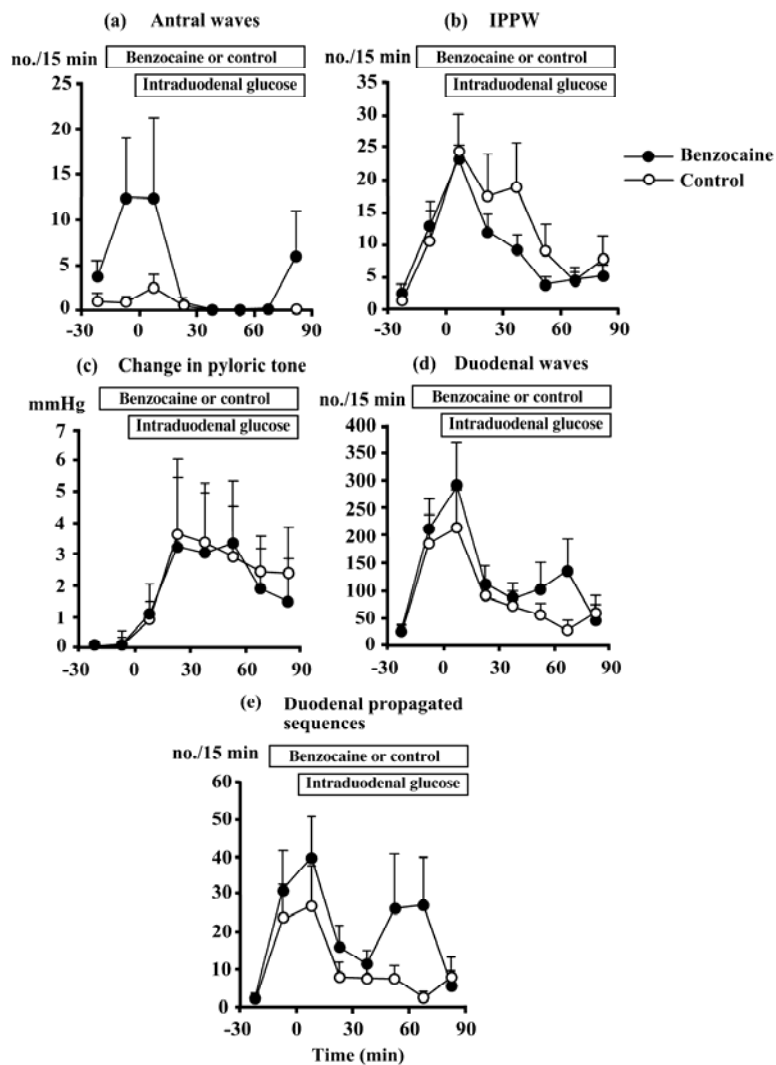 (a) Antral waves
no./15 min
Benzocaine or control
Intraduodenal glucose
25
20
15
10
5
0
-30 0 30 60 90
(b) IPPW
no./15 min
Benzocaine or control
Intraduodenal glucose
35
30
25
20
15
10
5
0
-30 0 30 60 90
Benzocaine
Control
(c) Change in pyloric tone
mmHg
Benzocaine or control
Intraduodenal glucose
7
6
5
4
3
2
1
0
-30 0 30 60 90
(d) Duodenal waves
no./15 min
Benzocaine or control
Intraduodenal glucose
400
350
300
250
200
150
100
50
0
-30 0 30 60 90
(e) Duodenal propagated
sequences
no./15 min
Benzocaine or control
Intraduodenal glucose
60
50
40
30
20
10
0
-30 0 30 60 90
Time (min)